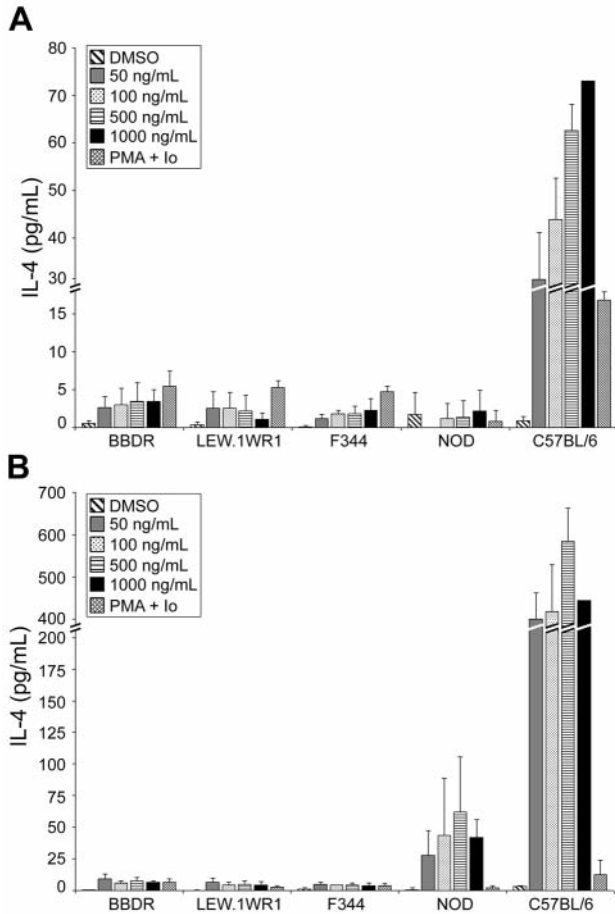 A
80
70
60
50
40
30
15
10
5
0
IL-4 (pg/mL)
DMSO
50 ng/mL
100 ng/mL
500 ng/mL
1000 ng/mL
PMA + Io
BBDR LEW.1WR1 F344 NOD C57BL/6
B
700
600
500
400
200
175
150
125
100
75
50
25
0
IL-4 (pg/mL)
DMSO
50 ng/mL
100 ng/mL
500 ng/mL
1000 ng/mL
PMA + Io
BBDR LEW.1WR1 F344 NOD C57BL/6